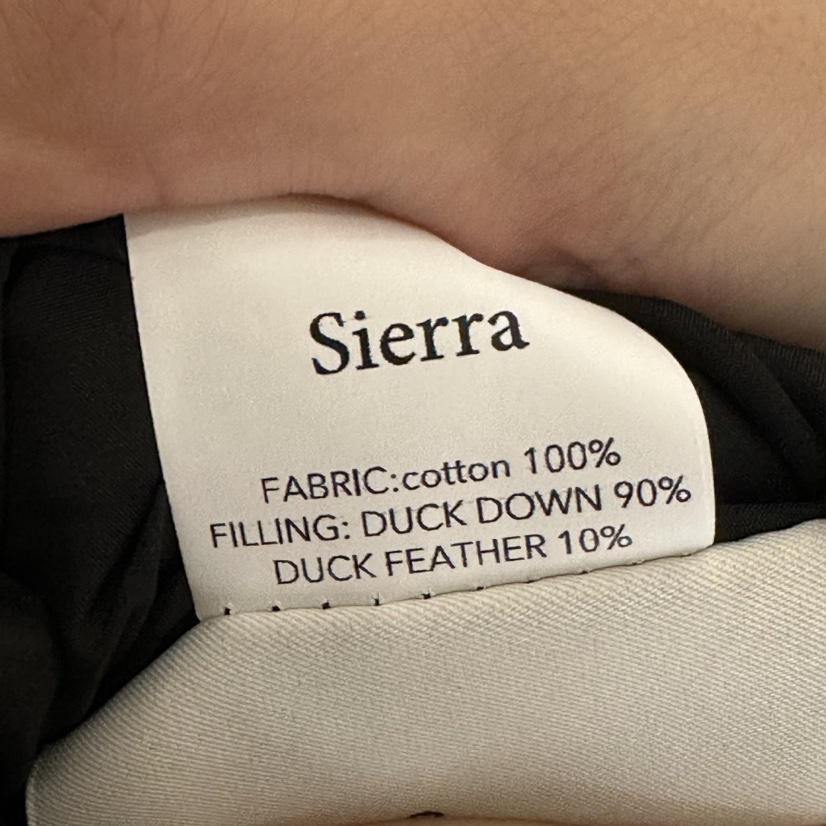 Sierra
FABRIC:cotton 100%
FILLING: DUCK DOWN 90%
DUCK FEATHER 10%